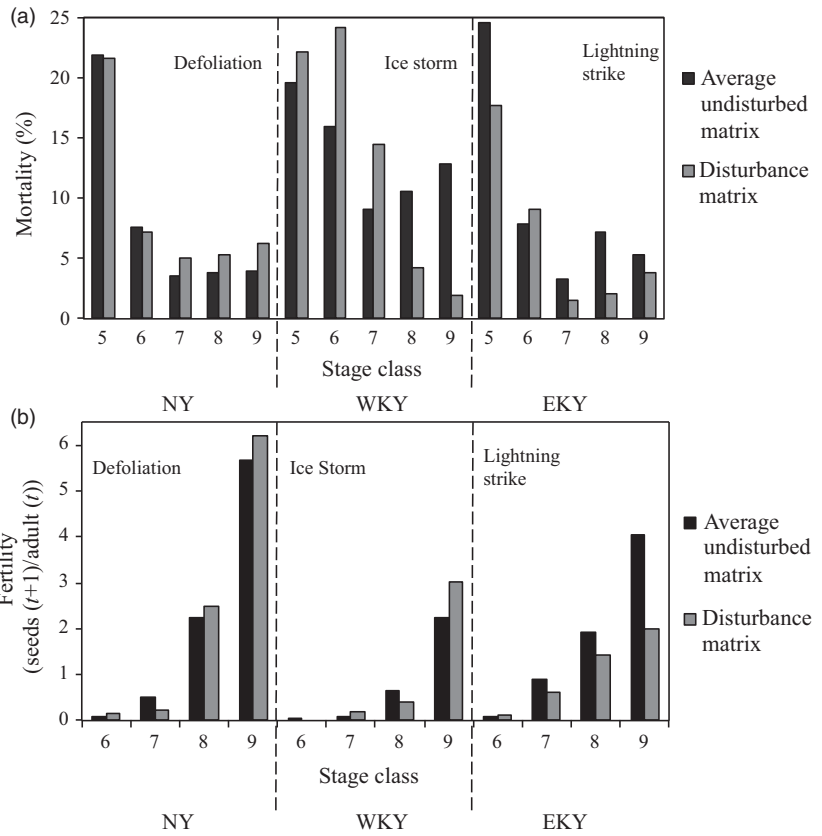 (a)
25
20
15
10
5
0
Mortality (%)
Defoliation
Ice storm
Lightning
strike
Average
undisturbed
matrix
Disturbance
matrix
5 6 7 8 9 5 6 7 8 9 5 6 7 8 9
Stage class
NY WKY EKY
(b)
6
5
4
3
2
1
0
Fertility
(seeds (t+1)/adult (t))
Defoliation
Ice Storm
Lightning
strike
Average
undisturbed
matrix
Disturbance
matrix
6 7 8 9 6 7 8 9 6 7 8 9
Stage class
NY WKY EKY